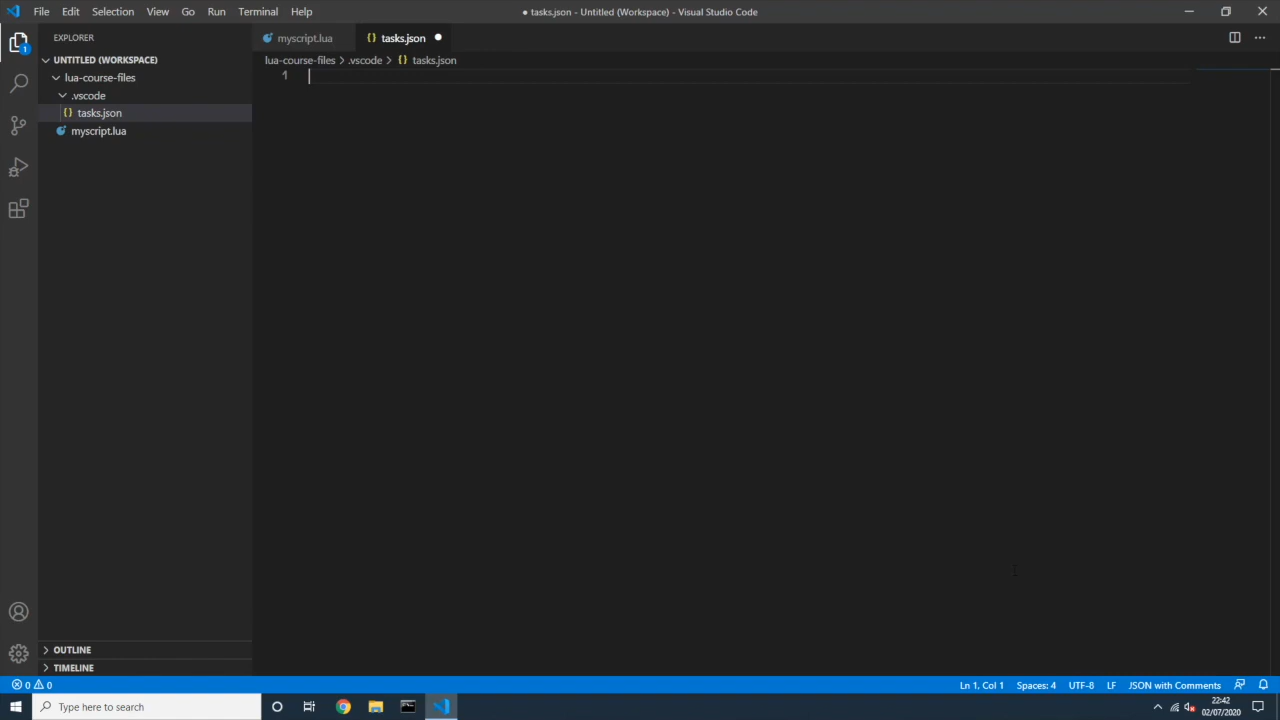 File Edit Selection View Go Run Terminal Help
● tasks.json - Untitled (Workspace) - Visual Studio Code
EXPLORER
UNTITLED (WORKSPACE)
lua-course-files
.vscode
{} tasks.json
myscript.lua
OUTLINE
TIMELINE
1
myscript.lua
{} tasks.json
lua-course-files > .vscode > {} tasks.json
1
0 0
Ln 1, Col 1 Spaces: 4 UTF-8 LF JSON with Comments
Type here to search
22:42
02/07/2020